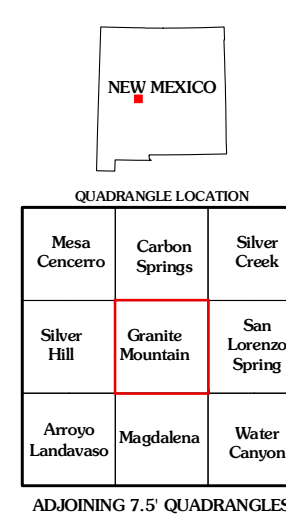 NEW MEXICO
QUADRANGLE LOCATION
Mesa Cencerro
Carbon Springs
Silver Creek
Silver Hill
Granite Mountain
San Lorenzo Spring
Arroyo Landavaso
Magdalena
Water Canyon
ADJOINING 7.5' QUADRANGLES